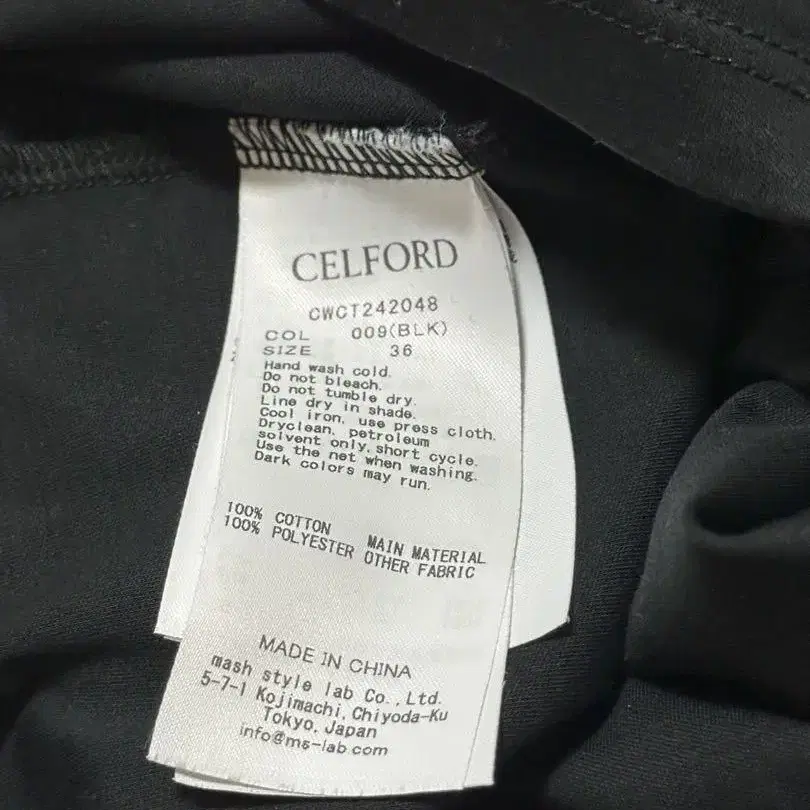 CELFORD
CWCT242048
COL 009(BLK)
SIZE 36
Hand wash cold.
Do not bleach.
Do not tumble dry.
Line dry in shade.
Cool iron, use press cloth.
Dryclean, petroleum
solvent only, short cycle.
Use the net when washing.
Dark colors may run.
100% COTTON MAIN MATERIAL
100% POLYESTER OTHER FABRIC
MADE IN CHINA
mash style lab Co.,Ltd.
5-7-1 Kojimachi, Chiyoda-Ku
Tokyo, Japan
info@ms-lab.com